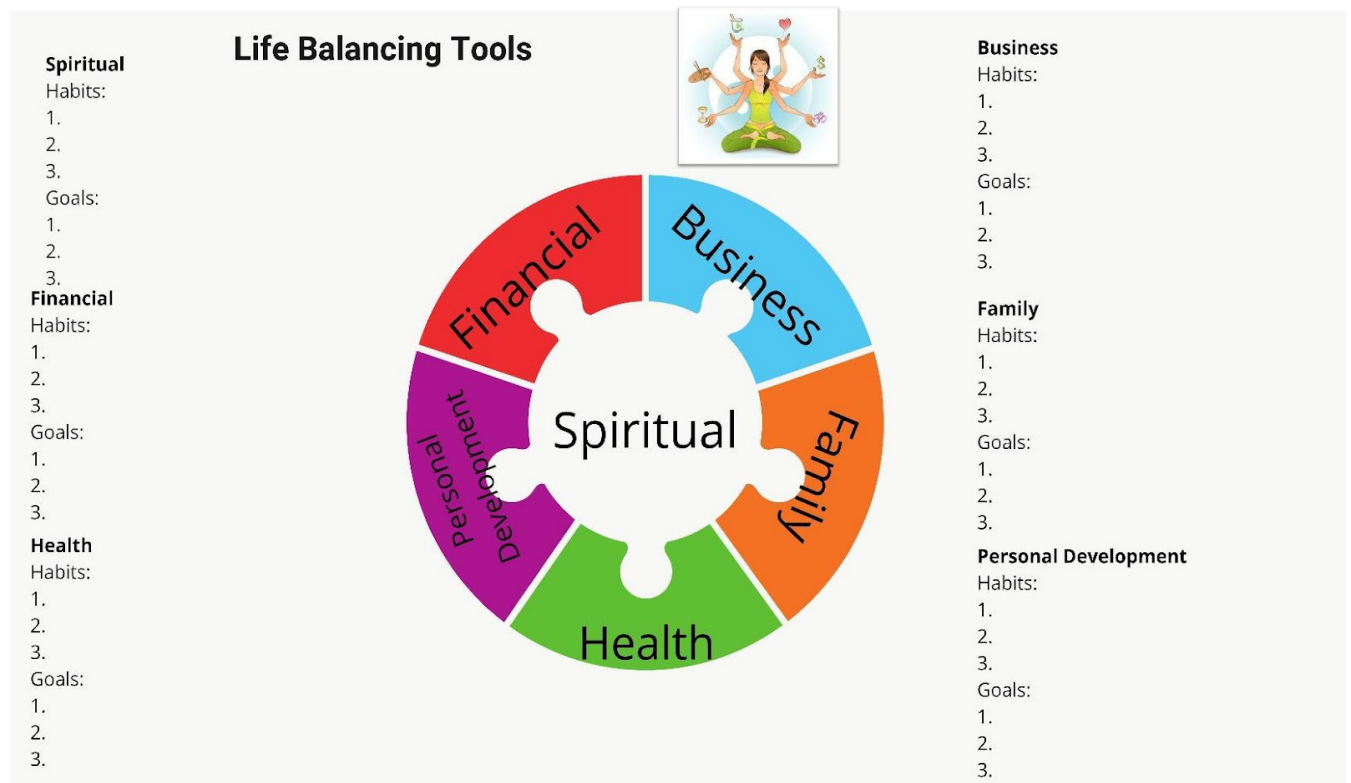 Life Balancing Tools
Spiritual
Habits:
1.
2.
3.
Goals:
1.
2.
3.
Financial
Habits:
1.
2.
3.
Goals:
1.
2.
3.
Health
Habits:
1.
2.
3.
Goals:
1.
2.
3.
Financial
Business
Family
Health
Personal
Development
Spiritual
Business
Habits:
1.
2.
3.
Goals:
1.
2.
3.
Family
Habits:
1.
2.
3.
Goals:
1.
2.
3.
Personal Development
Habits:
1.
2.
3.
Goals:
1.
2.
3.